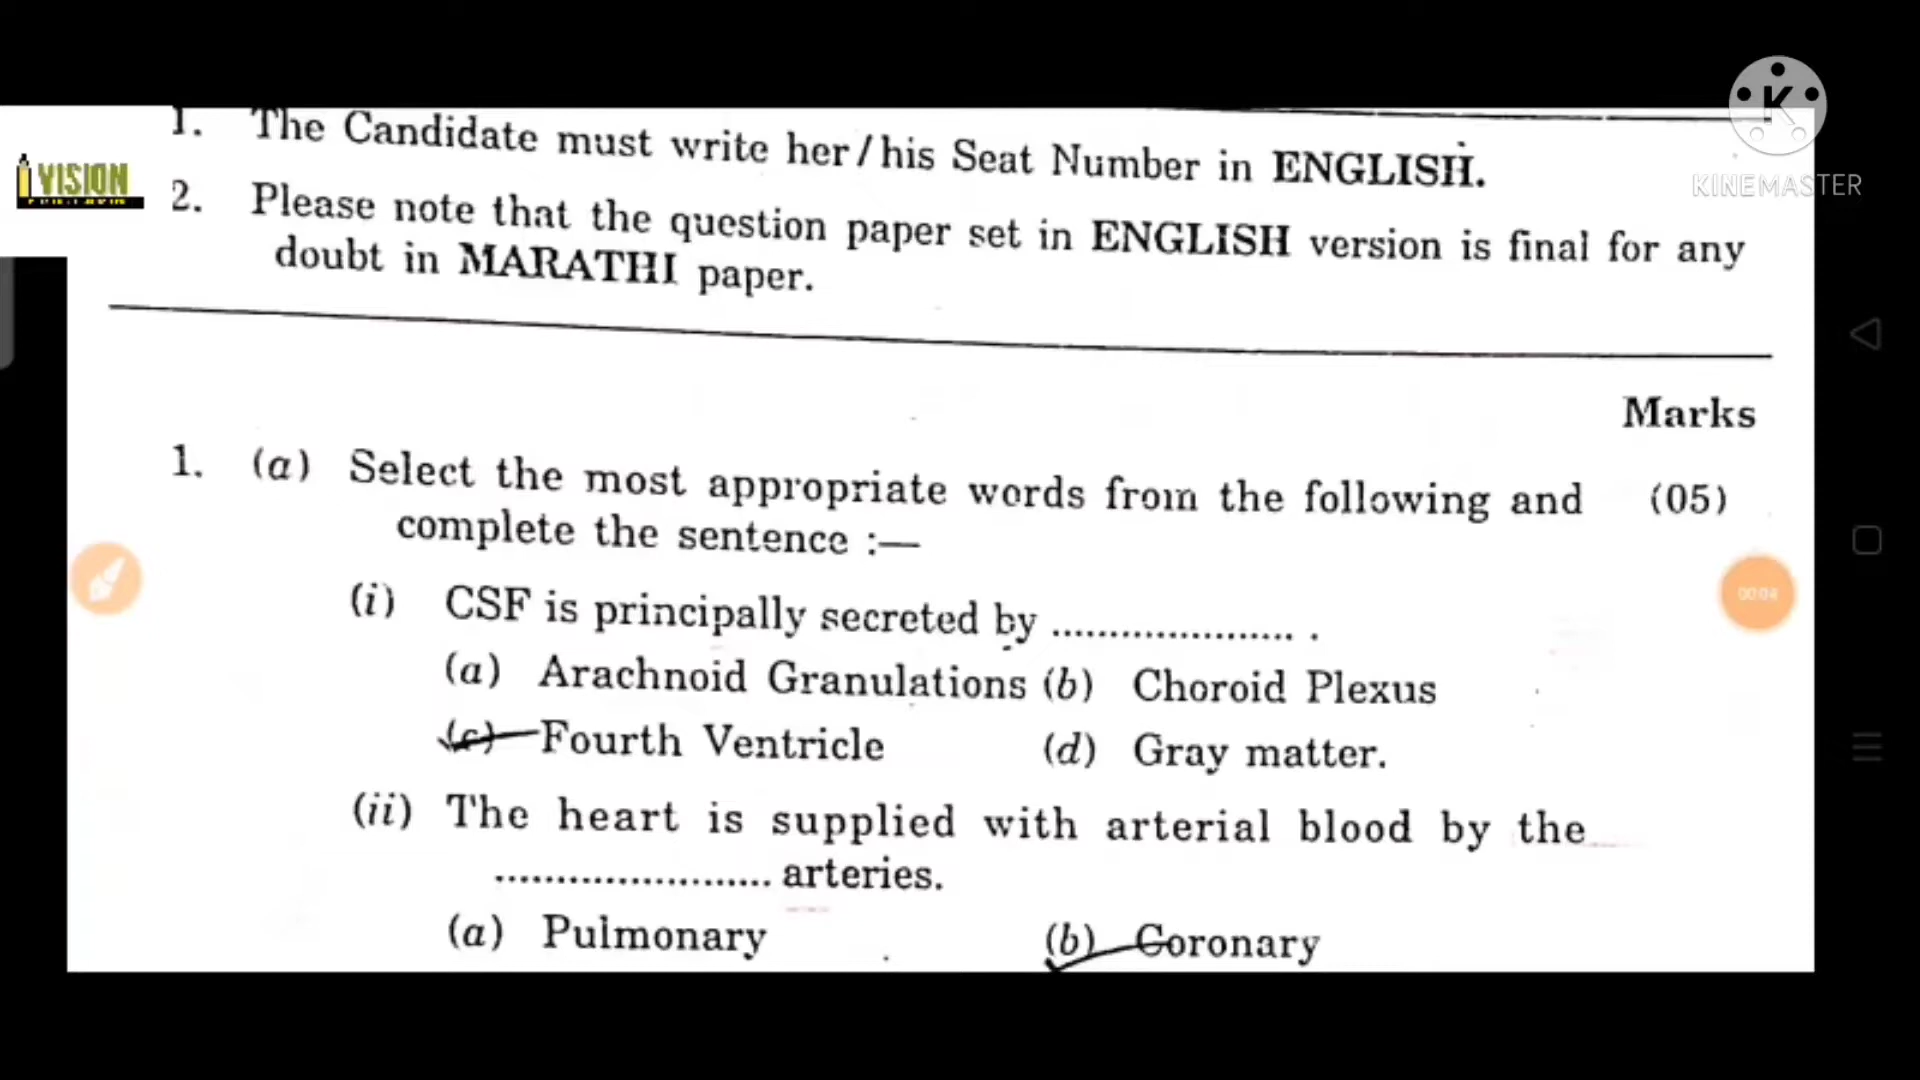 1. The Candidate must write her/his Seat Number in ENGLISH.
KINEMASTER
VISION
2. Please note that the question paper set in ENGLISH version is final for any
doubt in MARATHI paper.
Marks
1. (a) Select the most appropriate words from the following and (05)
complete the sentence :—
00:04
(i) CSF is principally secreted by ..................... .
(a) Arachnoid Granulations (b) Choroid Plexus
(c) Fourth Ventricle (d) Gray matter.
(ii) The heart is supplied with arterial blood by the
....................... arteries.
(a) Pulmonary (b) Coronary